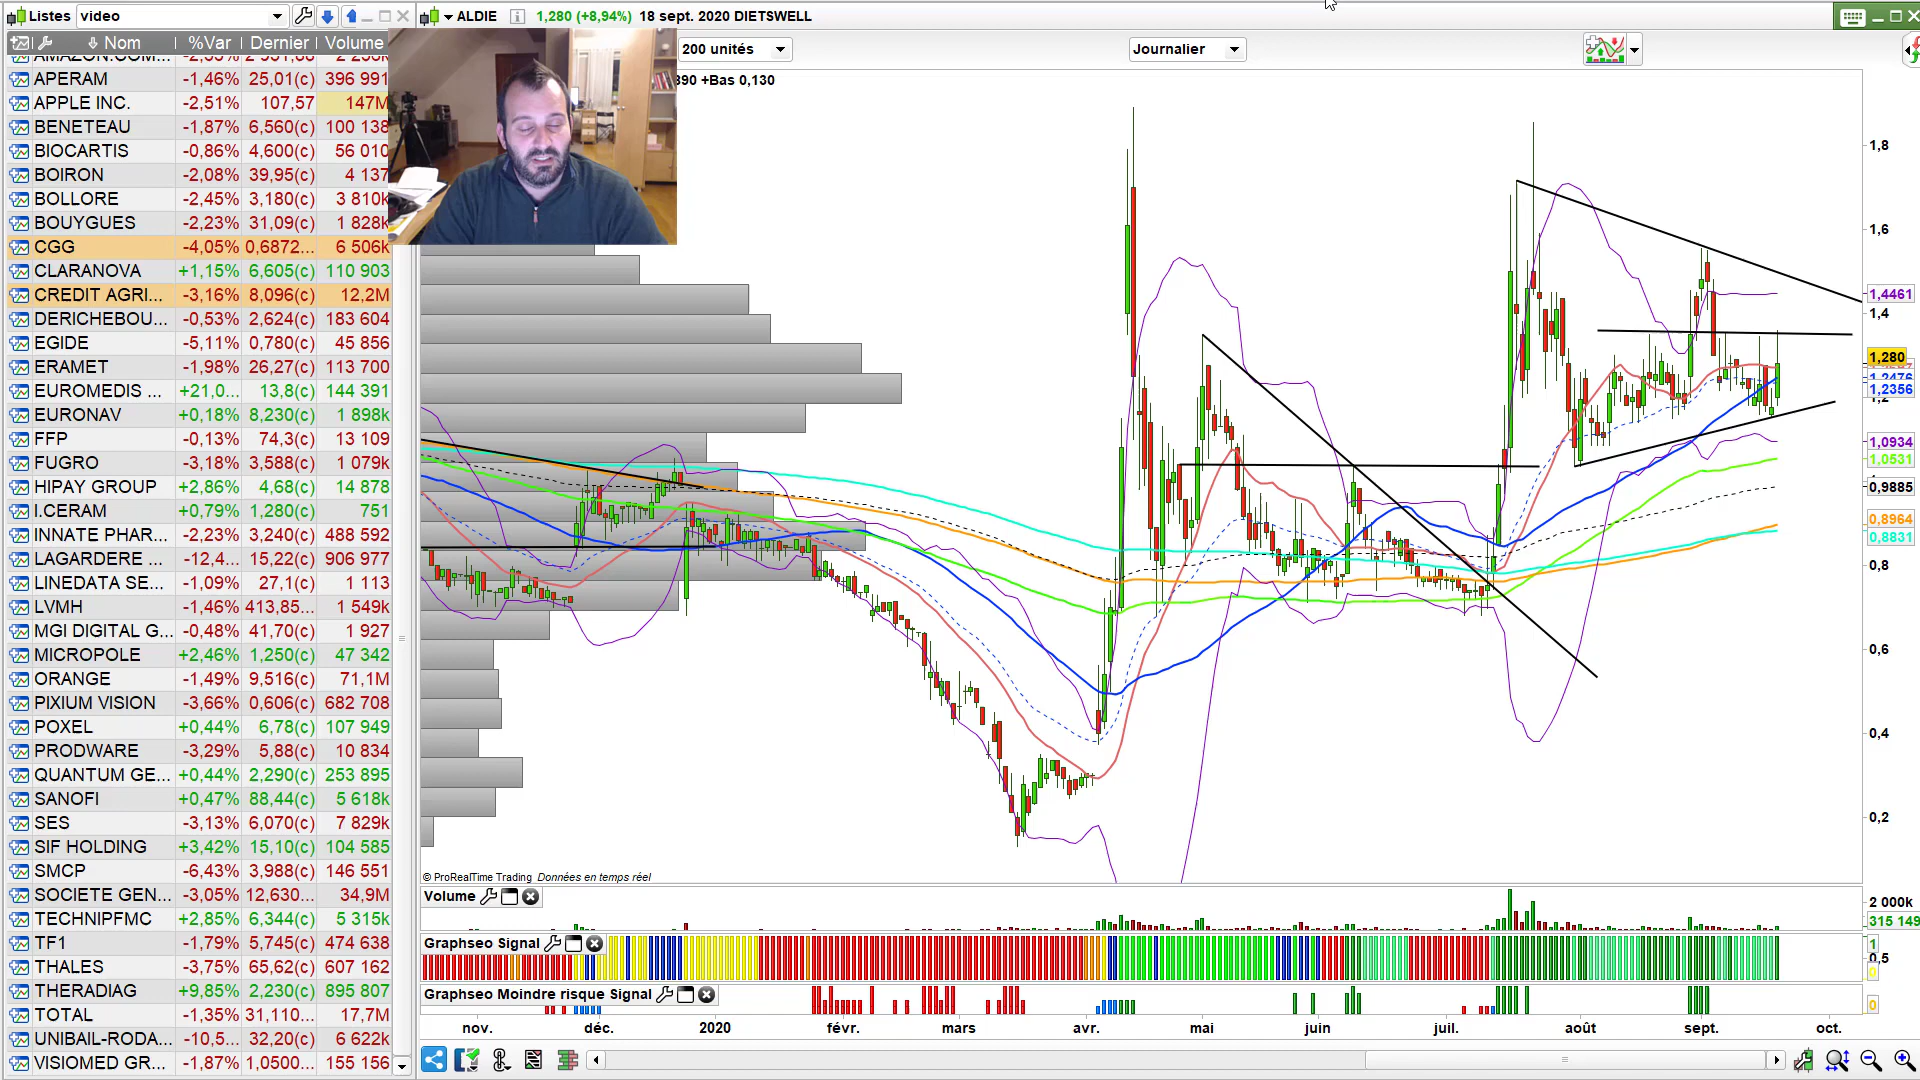 Listes video
ALDIE 1,280 (+8,94%) 18 sept. 2020 DIETSWELL
Nom %Var Dernier Volume
200 unités
Journalier
390 +Bas 0,130
APERAM -1,46% 25,01(c) 396 991
APPLE INC. -2,51% 107,57 147M
BENETEAU -1,87% 6,560(c) 100 138
BIOCARTIS -0,86% 4,600(c) 56 010
BOIRON -2,08% 39,95(c) 4 137
BOLLORE -2,45% 3,180(c) 3 810k
BOUYGUES -2,23% 31,09(c) 1 828k
CGG -4,05% 0,6872... 6 506k
CLARANOVA +1,15% 6,605(c) 110 903
CREDIT AGRI... -3,16% 8,096(c) 12,2M
DERICHEBOU... -0,53% 2,624(c) 183 604
EGIDE -5,11% 0,780(c) 45 856
ERAMET -1,98% 26,27(c) 113 700
EUROMEDIS ... +21,0... 13,8(c) 144 391
EURONAV +0,18% 8,230(c) 1 898k
FFP -0,13% 74,3(c) 13 109
FUGRO -3,18% 3,588(c) 1 079k
HIPAY GROUP +2,86% 4,68(c) 14 878
I.CERAM +0,79% 1,280(c) 751
INNATE PHAR... -2,23% 3,240(c) 488 592
LAGARDERE ... -12,4... 15,22(c) 906 977
LINEDATA SE... -1,09% 27,1(c) 1 113
LVMH -1,46% 413,85... 1 549k
MGI DIGITAL G... -0,48% 41,70(c) 1 927
MICROPOLE +2,46% 1,250(c) 47 342
ORANGE -1,49% 9,516(c) 71,1M
PIXIUM VISION -3,66% 0,606(c) 682 708
POXEL +0,44% 6,78(c) 107 949
PRODWARE -3,29% 5,88(c) 10 834
QUANTUM GE... +0,44% 2,290(c) 253 895
SANOFI +0,47% 88,44(c) 5 618k
SES -3,13% 6,070(c) 7 829k
SIF HOLDING +3,42% 15,10(c) 104 585
SMCP -6,43% 3,988(c) 146 551
SOCIETE GEN... -3,05% 12,630... 34,9M
TECHNIPFMC +2,85% 6,344(c) 5 315k
TF1 -1,79% 5,745(c) 474 638
THALES -3,75% 65,62(c) 607 162
THERADIAG +9,85% 2,230(c) 895 807
TOTAL -1,35% 31,110... 17,7M
UNIBAIL-RODA... -10,5... 32,20(c) 6 622k
VISIOMED GR... -1,87% 1,0500... 155 156
1,8
1,6
1,4461
1,4
1,280
1,2356
1,0934
1,0531
0,9885
0,8964
0,8831
0,8
0,6
0,4
0,2
© ProRealTime Trading Données en temps réel
Volume
2 000k
315 149
Graphseo Signal
1
0,5
0
Graphseo Moindre risque Signal
0
nov. déc. 2020 févr. mars avr. mai juin juil. août sept. oct.